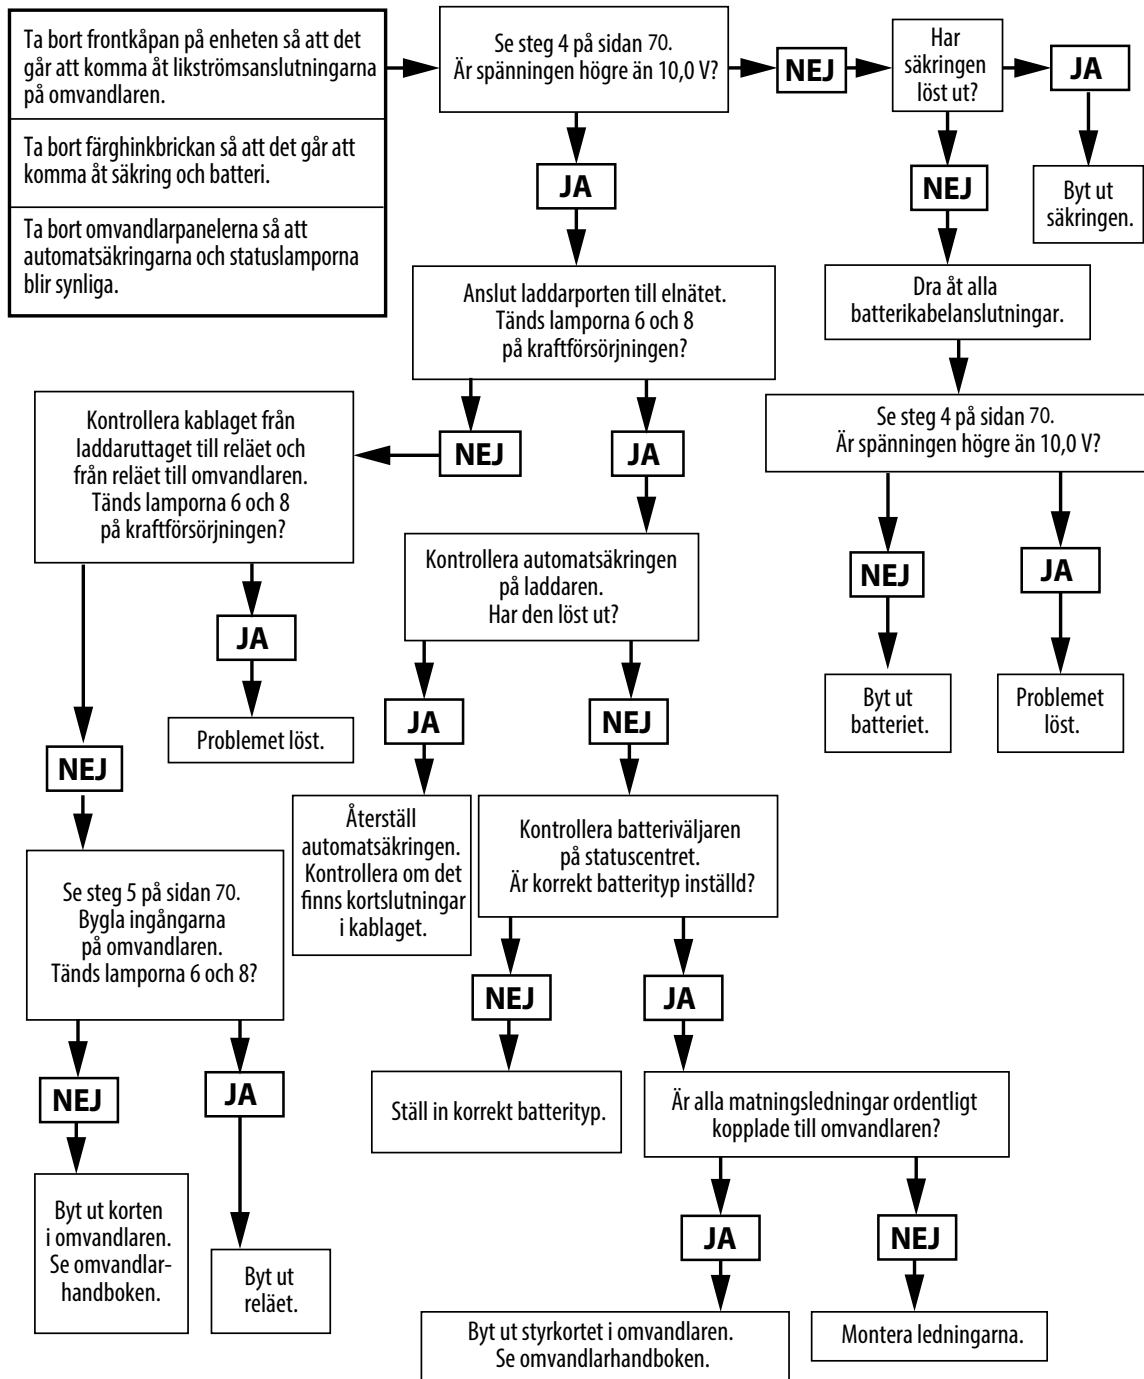 Ta bort frontkåpan på enheten så att det
går att komma åt likströmsanslutningarna
på omvandlaren.
Ta bort färghinkbrickan så att det går att
komma åt säkring och batteri.
Ta bort omvandlarpanelerna så att
automatsäkringarna och statuslamporna
blir synliga.
Se steg 4 på sidan 70.
Är spänningen högre än 10,0 V?
NEJ
Har
säkringen
löst ut?
JA
Byt ut
säkringen.
NEJ
Dra åt alla
batterikabelanslutningar.
Se steg 4 på sidan 70.
Är spänningen högre än 10,0 V?
NEJ
JA
Byt ut
batteriet.
Problemet
löst.
JA
Anslut laddarporten till elnätet.
Tänds lamporna 6 och 8
på kraftförsörjningen?
NEJ
JA
Kontrollera kablaget från
laddaruttaget till reläet och
från reläet till omvandlaren.
Tänds lamporna 6 och 8
på kraftförsörjningen?
JA
Problemet löst.
NEJ
Se steg 5 på sidan 70.
Bygla ingångarna
på omvandlaren.
Tänds lamporna 6 och 8?
NEJ
JA
Byt ut korten
i omvandlaren.
Se omvandlar-
handboken.
Byt ut
reläet.
Kontrollera automatsäkringen
på laddaren.
Har den löst ut?
JA
NEJ
Återställ
automatsäkringen.
Kontrollera om det
finns kortslutningar
i kablaget.
Kontrollera batteriväljaren
på statuscentret.
Är korrekt batterityp inställd?
NEJ
JA
Ställ in korrekt batterityp.
Är alla matningsledningar ordentligt
kopplade till omvandlaren?
JA
NEJ
Byt ut styrkortet i omvandlaren.
Se omvandlarhandboken.
Montera ledningarna.